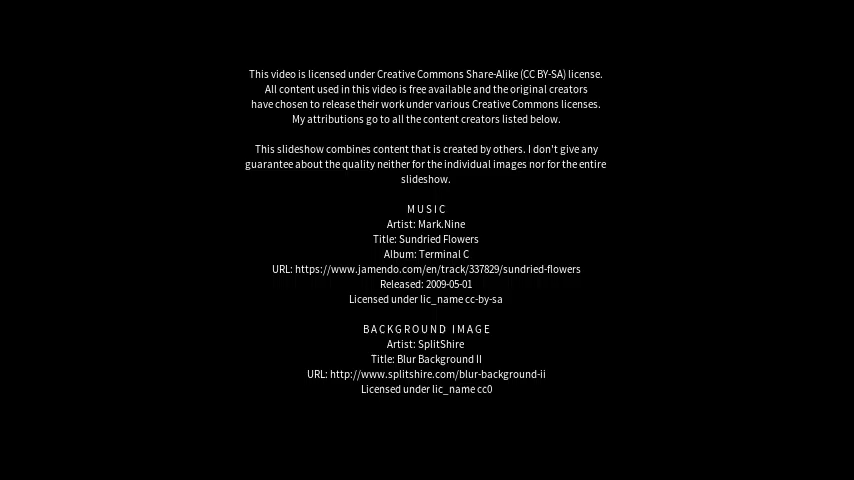 This video is licensed under Creative Commons Share-Alike (CC BY-SA) license.
All content used in this video is free available and the original creators
have chosen to release their work under various Creative Commons licenses.
My attributions go to all the content creators listed below.
This slideshow combines content that is created by others. I don't give any
guarantee about the quality neither for the individual images nor for the entire
slideshow.
MUSIC
Artist: Mark.Nine
Title: Sundried Flowers
Album: Terminal C
URL: https://www.jamendo.com/en/track/337829/sundried-flowers
Released: 2009-05-01
Licensed under lic_name cc-by-sa
BACKGROUND IMAGE
Artist: SplitShire
Title: Blur Background II
URL: http://www.splitshire.com/blur-background-ii
Licensed under lic_name cc0